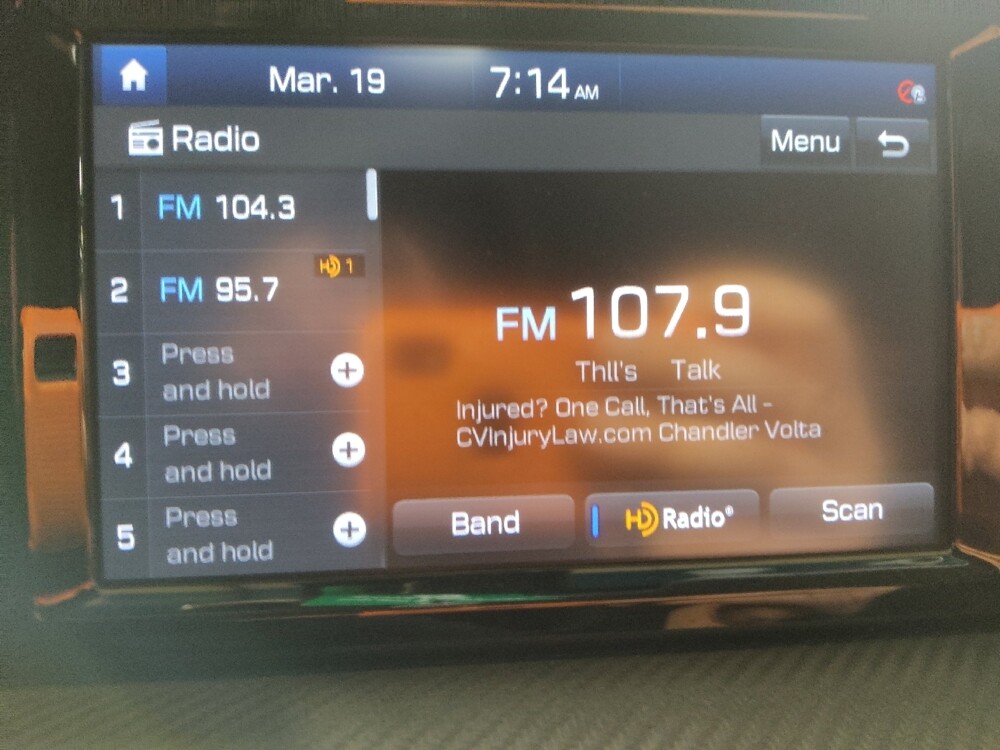 Mar. 19 7:14 AM
Radio Menu
1 FM 104.3
HD 1
2 FM 95.7
3 Press
and hold
4 Press
and hold
5 Press
and hold
FM 107.9
Thll's Talk
Injured? One Call, That's All -
CVInjuryLaw.com Chandler Volta
Band HD Radio® Scan